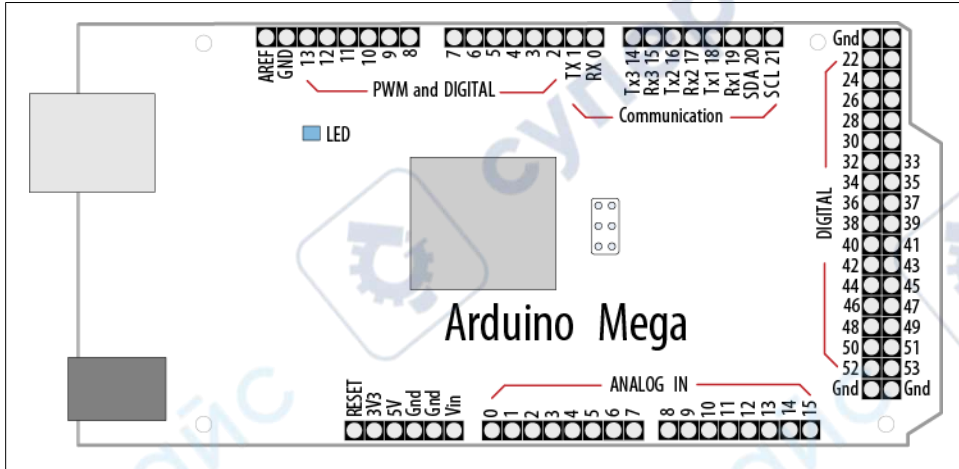 AREF GND 13 12 11 10 9 8 7 6 5 4 3 2 TX 1 RX 0 Tx3 14 Rx3 15 Tx2 16 Rx2 17 Tx1 18 Rx1 19 SDA 20 SCL 21
PWM and DIGITAL
Communication
LED
Gnd
22
24
26
28
30
32 33
34 35
36 37
38 39
40 41
42 43
44 45
46 47
48 49
50 51
52 53
Gnd Gnd
DIGITAL
Arduino Mega
ANALOG IN
RESET 3V3 5V Gnd Gnd Vin 0 1 2 3 4 5 6 7 8 9 10 11 12 13 14 15